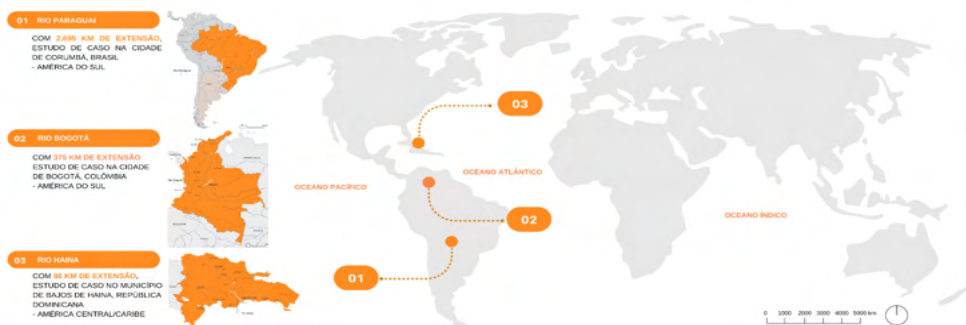 01 RIO PARAGUAI
COM 2.695 KM DE EXTENSÃO,
ESTUDO DE CASO NA CIDADE
DE CORUMBÁ, BRASIL
- AMÉRICA DO SUL
02 RIO BOGOTÁ
COM 375 KM DE EXTENSÃO
ESTUDO DE CASO NA CIDADE
DE BOGOTÁ, COLÔMBIA
- AMÉRICA DO SUL
03 RIO HAINA
COM 86 KM DE EXTENSÃO,
ESTUDO DE CASO NO MUNICÍPIO
DE BAJOS DE HAINA, REPÚBLICA
DOMINICANA
- AMÉRICA CENTRAL/CARIBE
03
OCEANO ATLÂNTICO
OCEANO PACÍFICO
02
OCEANO ÍNDICO
01
0 1000 2000 3000 4000 5000 km